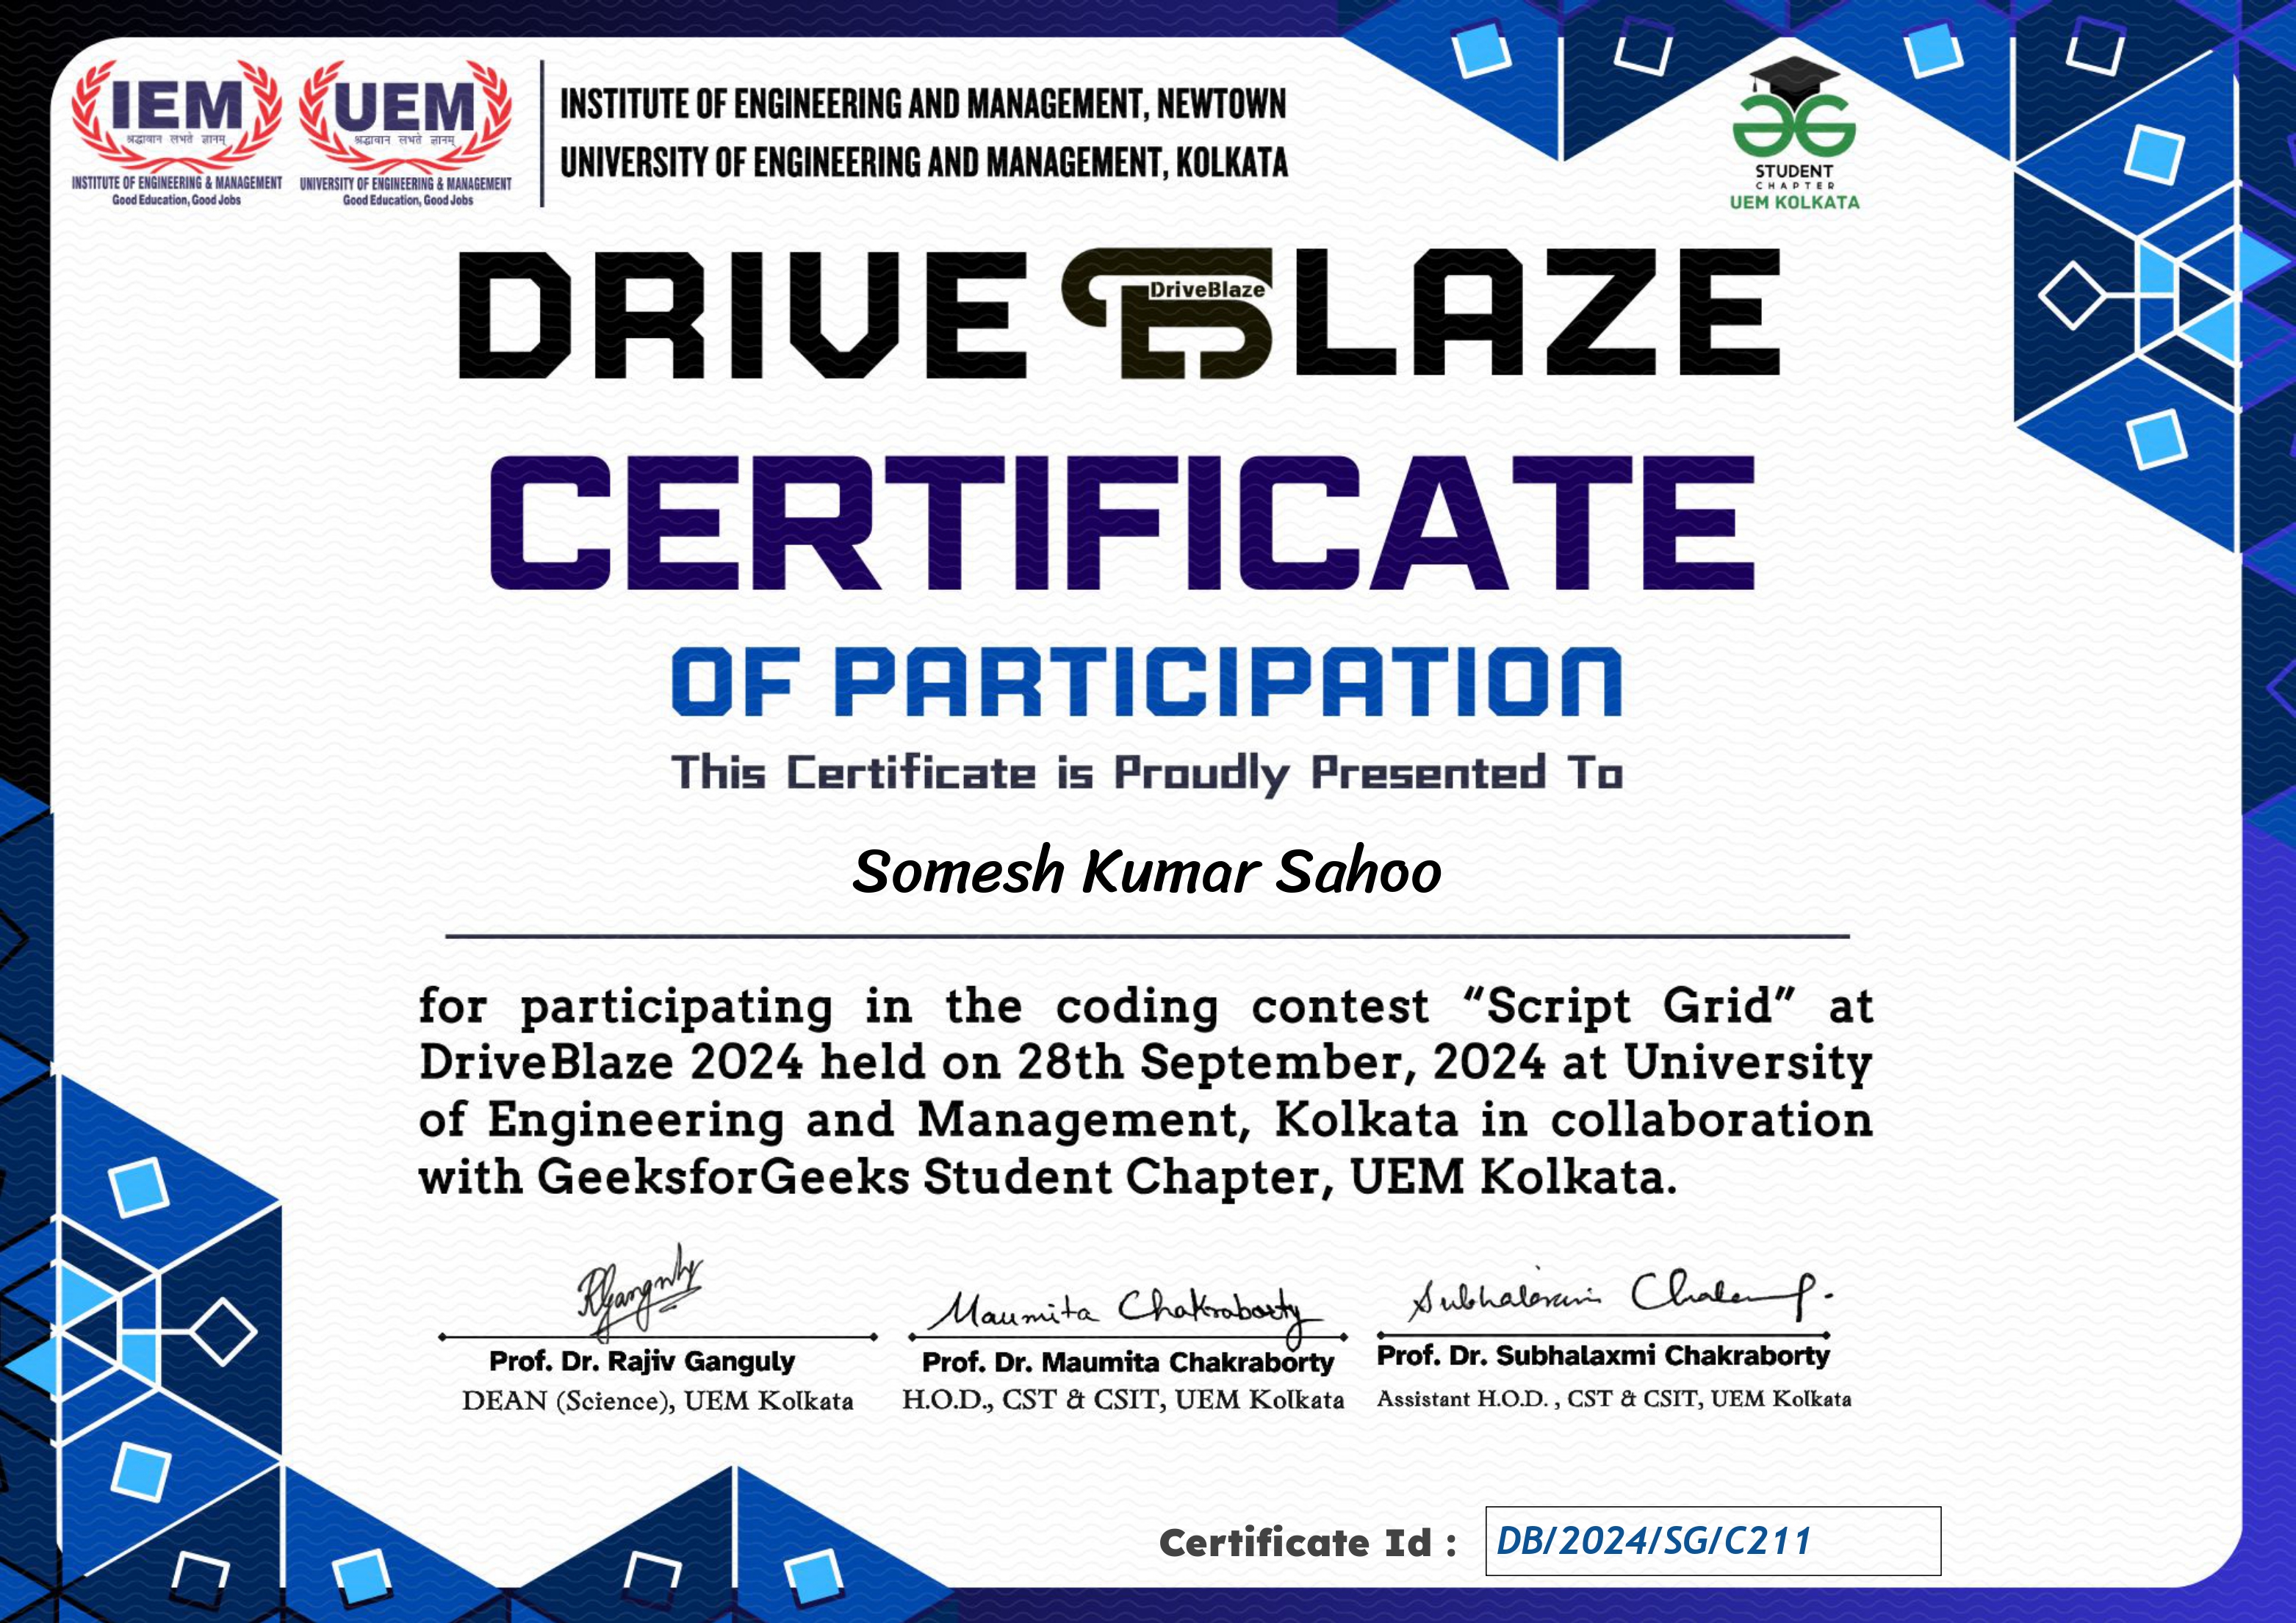 IEM
श्रद्धावान लभते ज्ञानम्
INSTITUTE OF ENGINEERING & MANAGEMENT
Good Education, Good Jobs
UEM
श्रद्धावान लभते ज्ञानम्
UNIVERSITY OF ENGINEERING & MANAGEMENT
Good Education, Good Jobs
INSTITUTE OF ENGINEERING AND MANAGEMENT, NEWTOWN
UNIVERSITY OF ENGINEERING AND MANAGEMENT, KOLKATA
STUDENT
CHAPTER
UEM KOLKATA
DRIVE BLAZE
DriveBlaze
CERTIFICATE
OF PARTICIPATION
This Certificate is Proudly Presented To
Somesh Kumar Sahoo
for participating in the coding contest “Script Grid” at
DriveBlaze 2024 held on 28th September, 2024 at University
of Engineering and Management, Kolkata in collaboration
with GeeksforGeeks Student Chapter, UEM Kolkata.
RGanguly
Maumita Chakraborty
Subhalaxmi Chakraborty
Prof. Dr. Rajiv Ganguly
DEAN (Science), UEM Kolkata
Prof. Dr. Maumita Chakraborty
H.O.D., CST & CSIT, UEM Kolkata
Prof. Dr. Subhalaxmi Chakraborty
Assistant H.O.D. , CST & CSIT, UEM Kolkata
Certificate Id : DB/2024/SG/C211